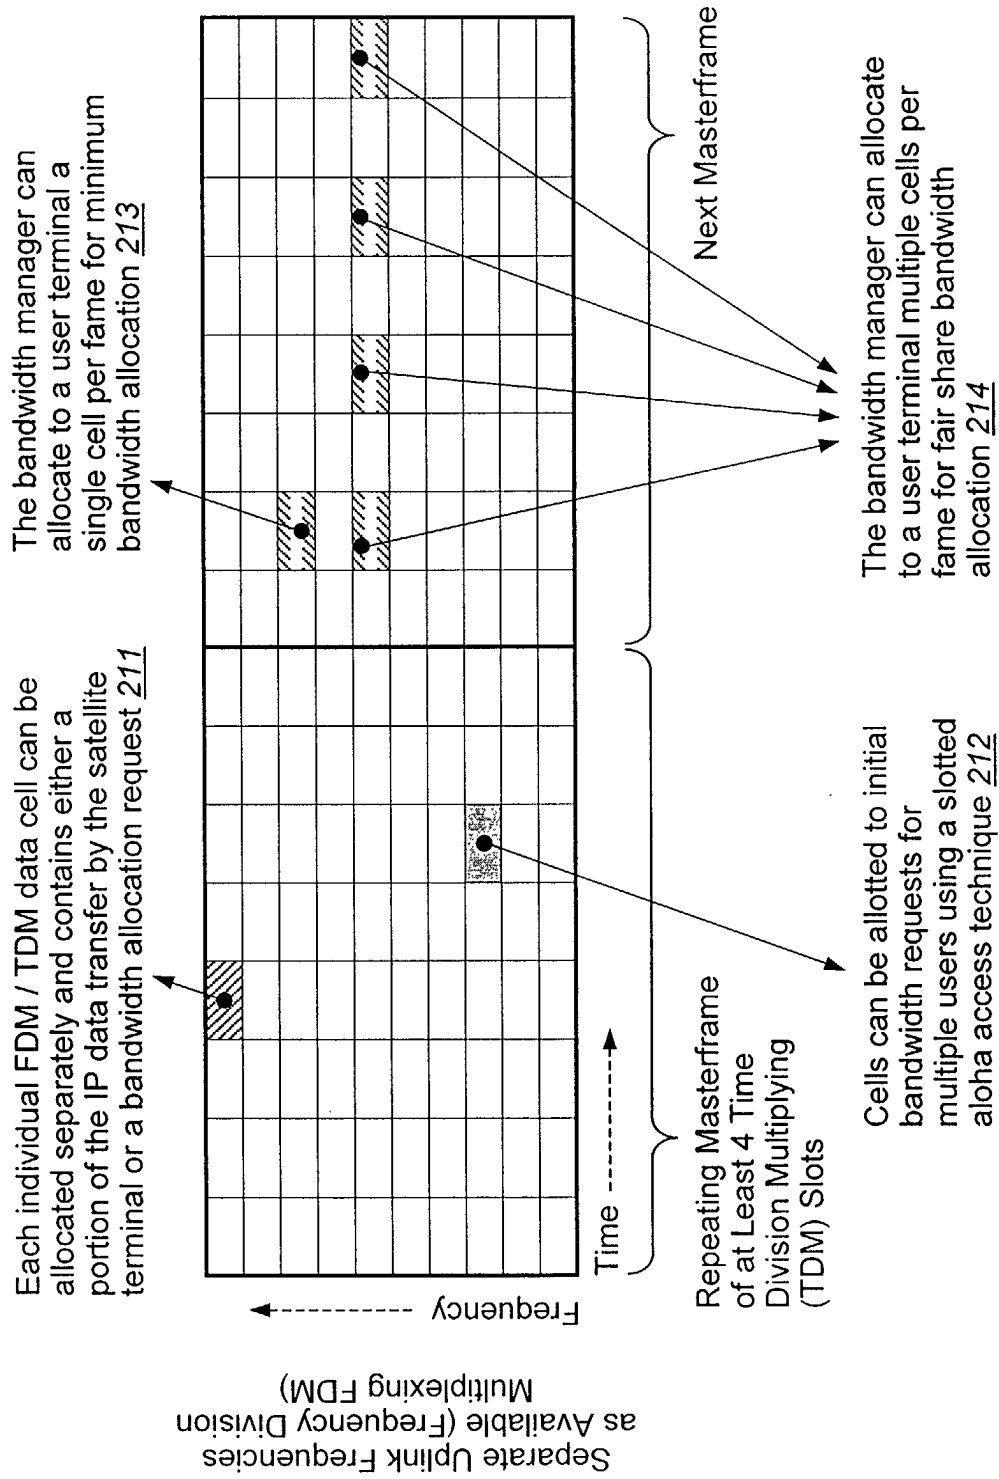 Each individual FDM / TDM data cell can be
allocated separately and contains either a
portion of the IP data transfer by the satellite
terminal or a bandwidth allocation request 211
The bandwidth manager can
allocate to a user terminal a
single cell per fame for minimum
bandwidth allocation 213
Separate Uplink Frequencies
as Available (Frequency Division
Multiplexing FDM)
Frequency
Time
Repeating Masterframe
of at Least 4 Time
Division Multiplying
(TDM) Slots
Next Masterframe
Cells can be allotted to initial
bandwidth requests for
multiple users using a slotted
aloha access technique 212
The bandwidth manager can allocate
to a user terminal multiple cells per
fame for fair share bandwidth
allocation 214